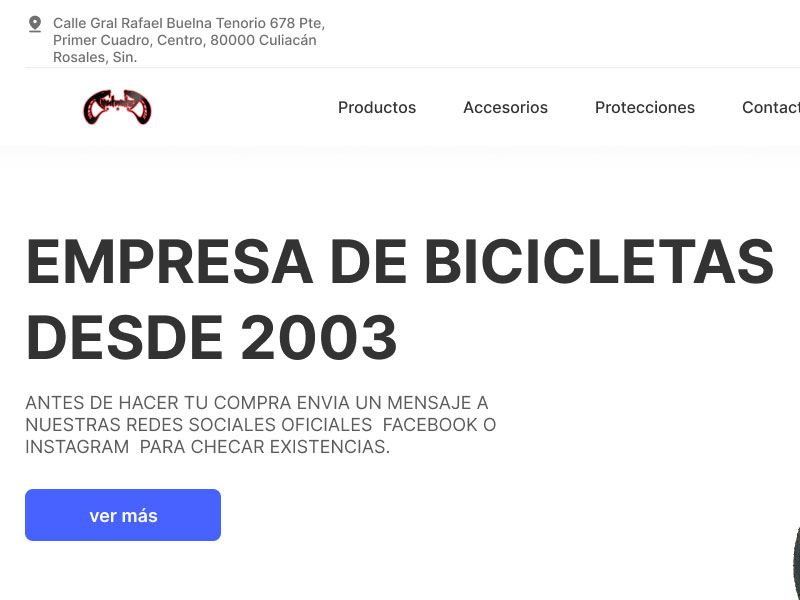 Calle Gral Rafael Buelna Tenorio 678 Pte,
Primer Cuadro, Centro, 80000 Culiacán
Rosales, Sin.
Productos Accesorios Protecciones
EMPRESA DE BICICLETAS
DESDE 2003
ANTES DE HACER TU COMPRA ENVIA UN MENSAJE A
NUESTRAS REDES SOCIALES OFICIALES  FACEBOOK O
INSTAGRAM  PARA CHECAR EXISTENCIAS.
ver más